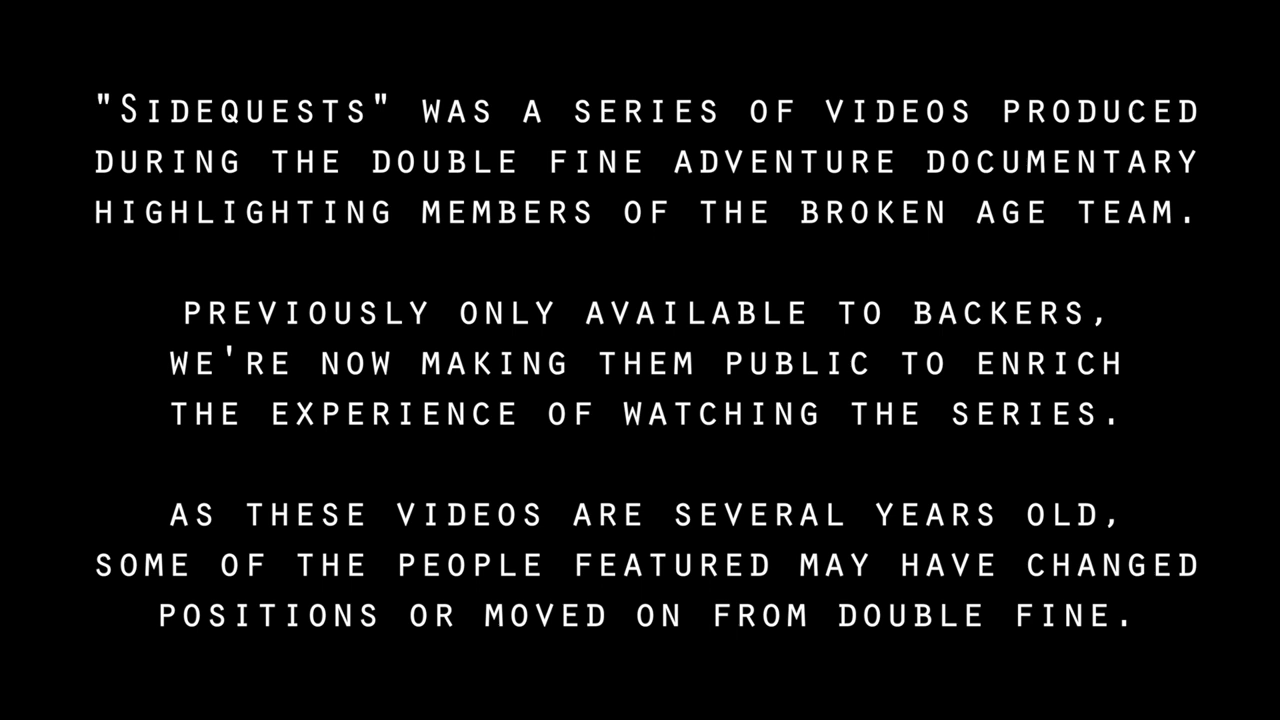 "SIDEQUESTS" WAS A SERIES OF VIDEOS PRODUCED
DURING THE DOUBLE FINE ADVENTURE DOCUMENTARY
HIGHLIGHTING MEMBERS OF THE BROKEN AGE TEAM.
PREVIOUSLY ONLY AVAILABLE TO BACKERS,
WE'RE NOW MAKING THEM PUBLIC TO ENRICH
THE EXPERIENCE OF WATCHING THE SERIES.
AS THESE VIDEOS ARE SEVERAL YEARS OLD,
SOME OF THE PEOPLE FEATURED MAY HAVE CHANGED
POSITIONS OR MOVED ON FROM DOUBLE FINE.